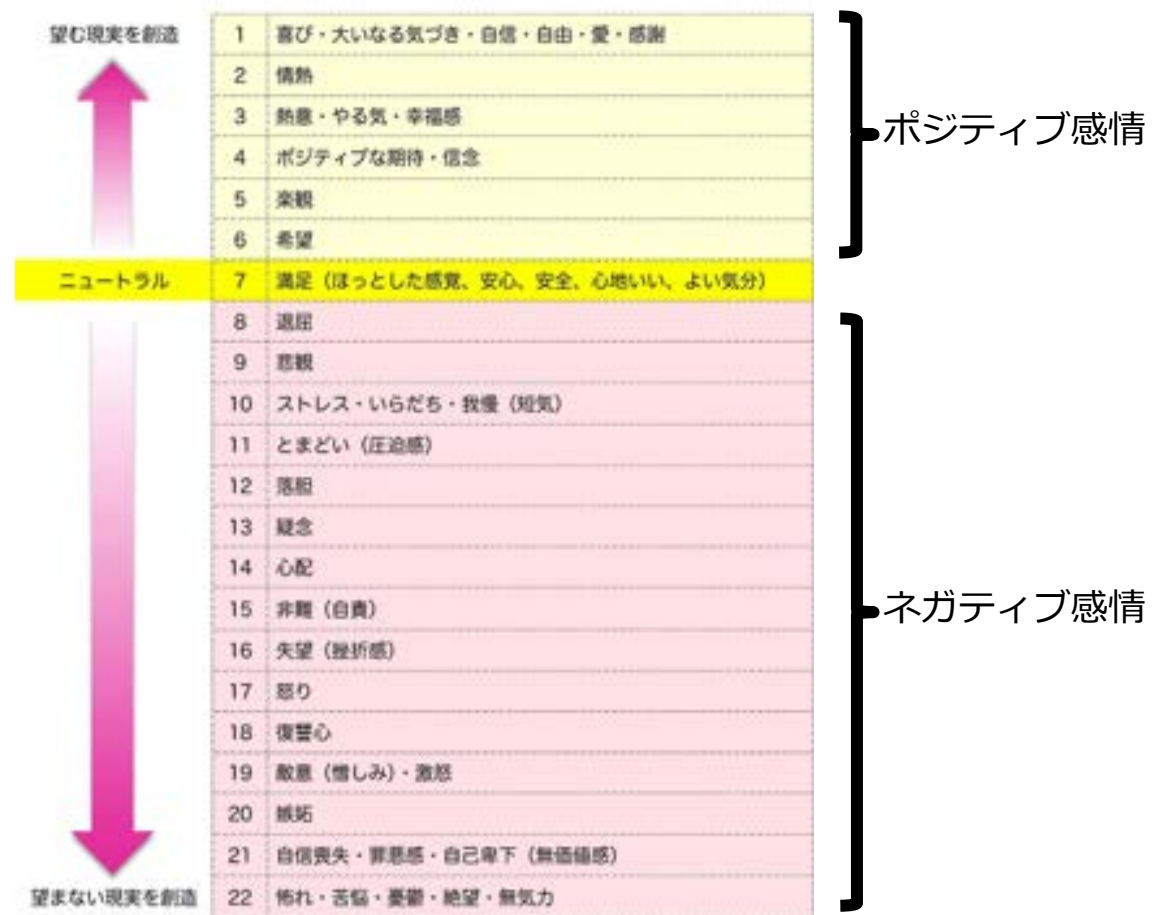 望む現実を創造
1 喜び・大いなる気づき・自信・自由・愛・感謝
2 情熱
3 熱意・やる気・幸福感
4 ポジティブな期待・信念
5 楽観
6 希望
ポジティブ感情
ニュートラル 7 満足（ほっとした感覚、安心、安全、心地いい、よい気分）
8 退屈
9 悲観
10 ストレス・いらだち・我慢（短気）
11 とまどい（圧迫感）
12 落胆
13 疑念
14 心配
15 非難（自責）
16 失望（挫折感）
17 怒り
18 復讐心
19 敵意（憎しみ）・激怒
20 嫉妬
21 自信喪失・罪悪感・自己卑下（無価値感）
望まない現実を創造 22 怖れ・苦悩・憂鬱・絶望・無気力
ネガティブ感情